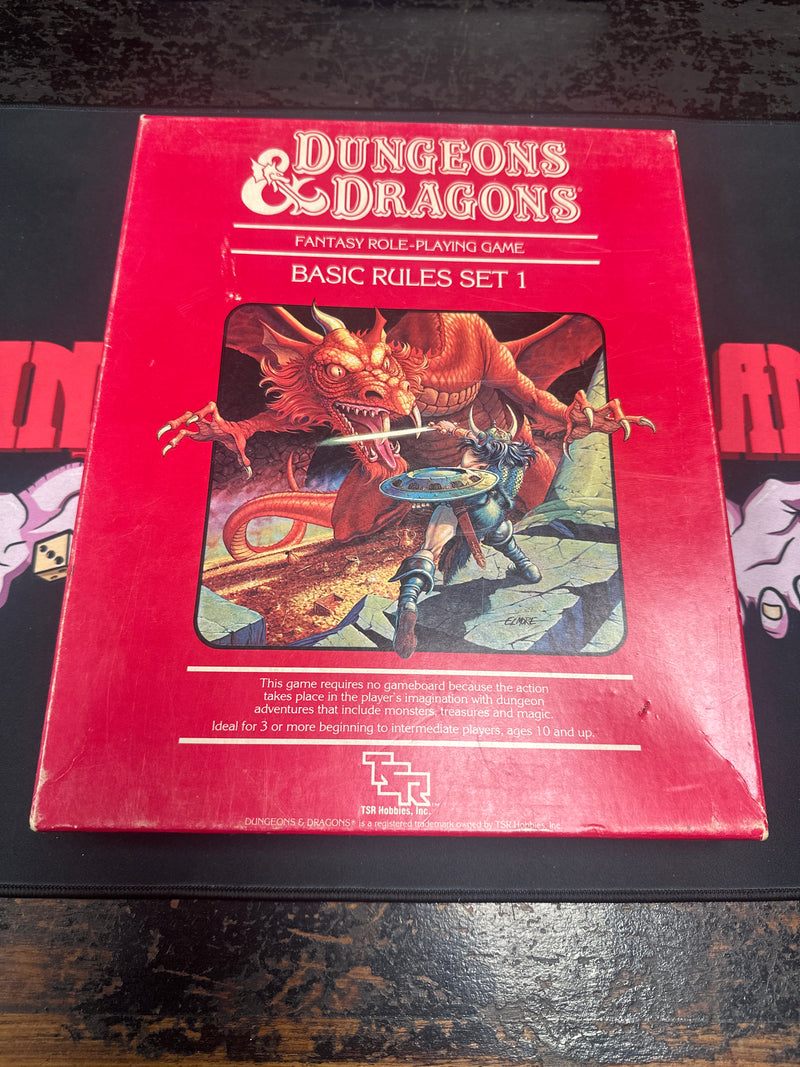 DUNGEONS
& DRAGONS®
FANTASY ROLE-PLAYING GAME
BASIC RULES SET 1
ELMORE
This game requires no gameboard because the action
takes place in the player's imagination with dungeon
adventures that include monsters, treasures and magic.
Ideal for 3 or more beginning to intermediate players, ages 10 and up.
TSR
TSR Hobbies, Inc.™
DUNGEONS & DRAGONS® is a registered trademark owned by TSR Hobbies, Inc.